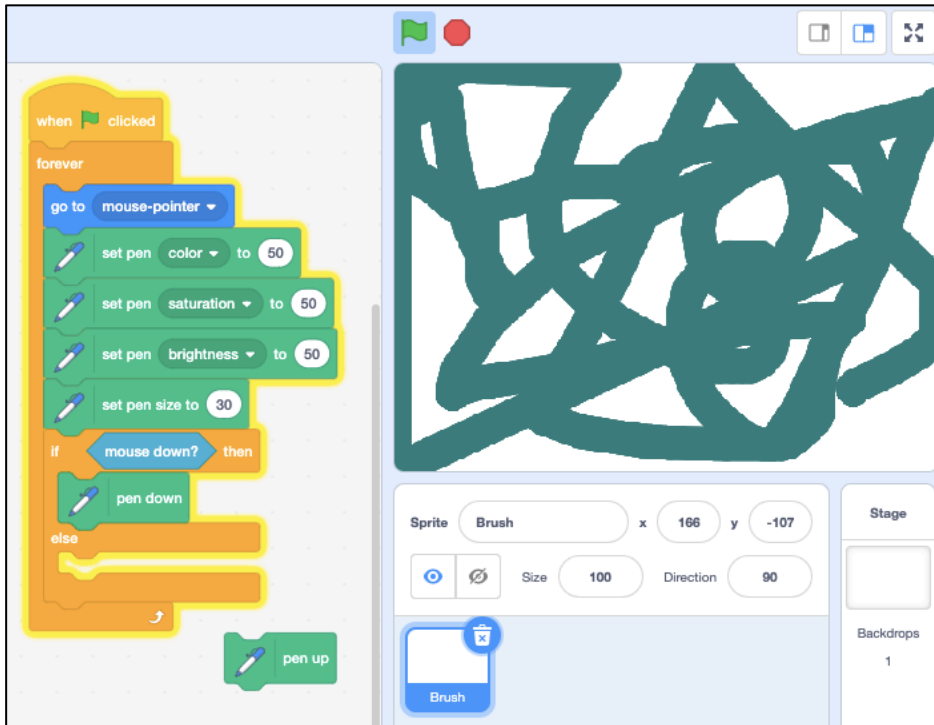 when clicked
forever
go to mouse-pointer
set pen color to 50
set pen saturation to 50
set pen brightness to 50
set pen size to 30
if mouse down? then
pen down
else
pen up
Sprite Brush x 166 y -107
Size 100 Direction 90
Brush
Stage
Backdrops
1